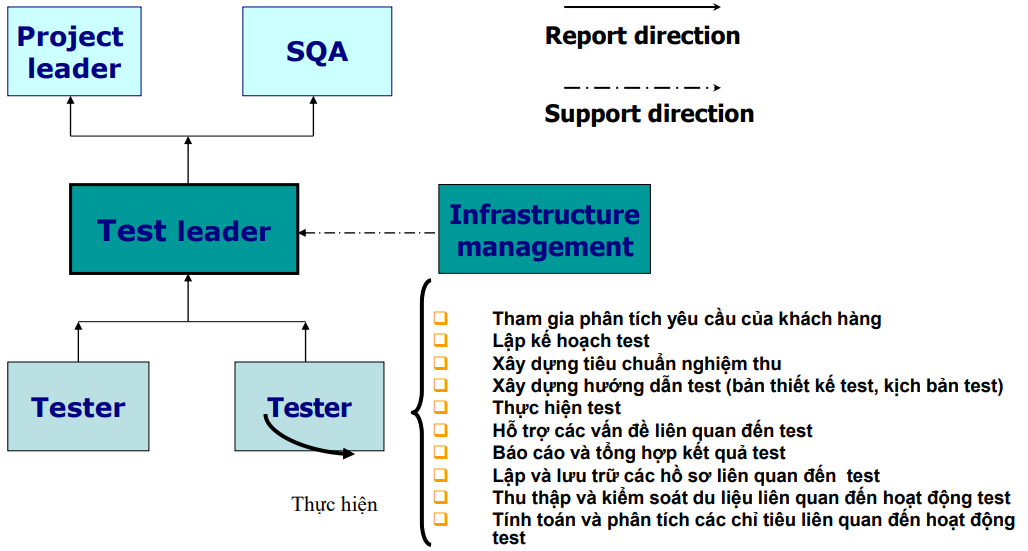 Project
leader
SQA
Report direction
Support direction
Test leader
Infrastructure
management
Tester
Tester
Thực hiện
Tham gia phân tích yêu cầu của khách hàng
Lập kế hoạch test
Xây dựng tiêu chuẩn nghiệm thu
Xây dựng hướng dẫn test (bản thiết kế test, kịch bản test)
Thực hiện test
Hỗ trợ các vấn đề liên quan đến test
Báo cáo và tổng hợp kết quả test
Lập và lưu trữ các hồ sơ liên quan đến test
Thu thập và kiểm soát du liệu liên quan đến hoạt động test
Tính toán và phân tích các chỉ tiêu liên quan đến hoạt động
test